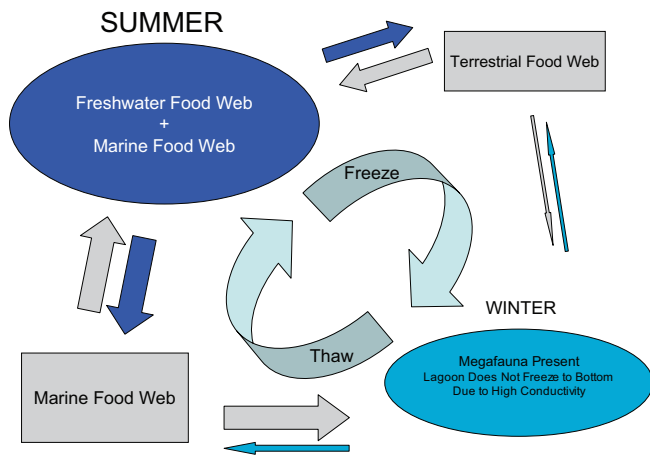 SUMMER
Freshwater Food Web
+
Marine Food Web
Terrestrial Food Web
Freeze
Thaw
WINTER
Megafauna Present
Lagoon Does Not Freeze to Bottom
Due to High Conductivity
Marine Food Web